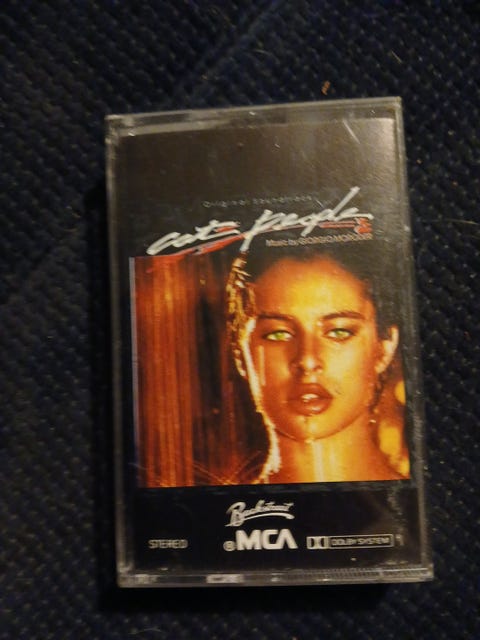 Original Soundtrack
cat people
Music by GIORGIO MORODER
Backstreet
STEREO
® MCA
DOLBY SYSTEM